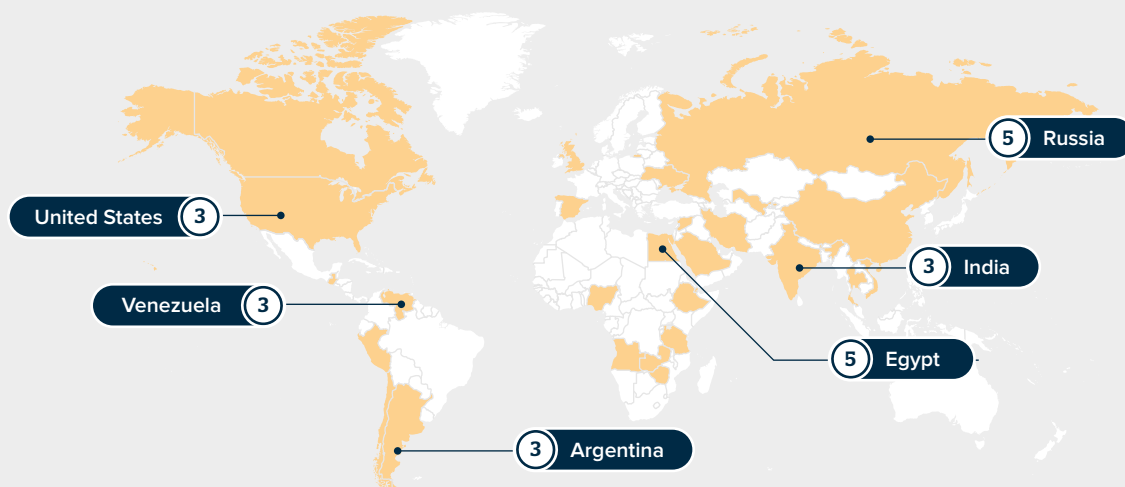 5 Russia
United States 3
3 India
Venezuela 3
5 Egypt
3 Argentina